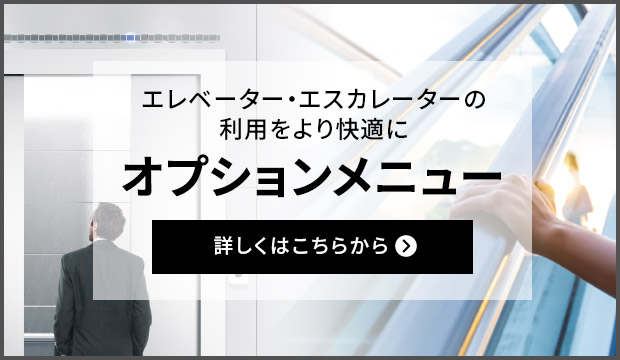 エレベーター・エスカレーターの
利用をより快適に
オプションメニュー
詳しくはこちらから